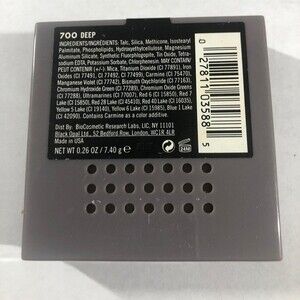 700 DEEP
INGREDIENTS/INGRÉDIENTS: Talc, Silica, Methicone, Isostearyl
Palmitate, Phospholipids, Hydroxyethylcellulose, Magnesium
Aluminum Silicate, Synthetic Fluorphlogopite, Tin Oxide, Tetra-
sodium EDTA, Potassium Sorbate, Chlorphenesin. MAY CONTAIN/
PEUT CONTENIR (+/-): Mica, Titanium Dioxide (CI 77891), Iron
Oxides (CI 77491, CI 77492, CI 77499), Carmine (CI 75470),
Manganese Violet (CI 77742), Bismuth Oxychloride (CI 77163),
Chromium Hydroxide Green (CI 77289), Chromium Oxide Greens
(CI 77288), Ultramarines (CI 77007), Red 6 (CI 15850), Red 7
Lake (CI 15850), Red 28 Lake (CI 45410), Red 40 Lake (CI 16035),
Yellow 5 Lake (CI 19140), Yellow 6 Lake (CI 15985), Blue 1 Lake
(CI 42090). Contains Carmine as a color additive.
Dist By: BioCosmetic Research Labs, LIC, NY 11101
Black Opal Ltd., 52 Bedford Row, London, WC1R 4LR
Made in USA
NET WT 0.26 OZ / 7.40 g
24M
0 27811 03588 5